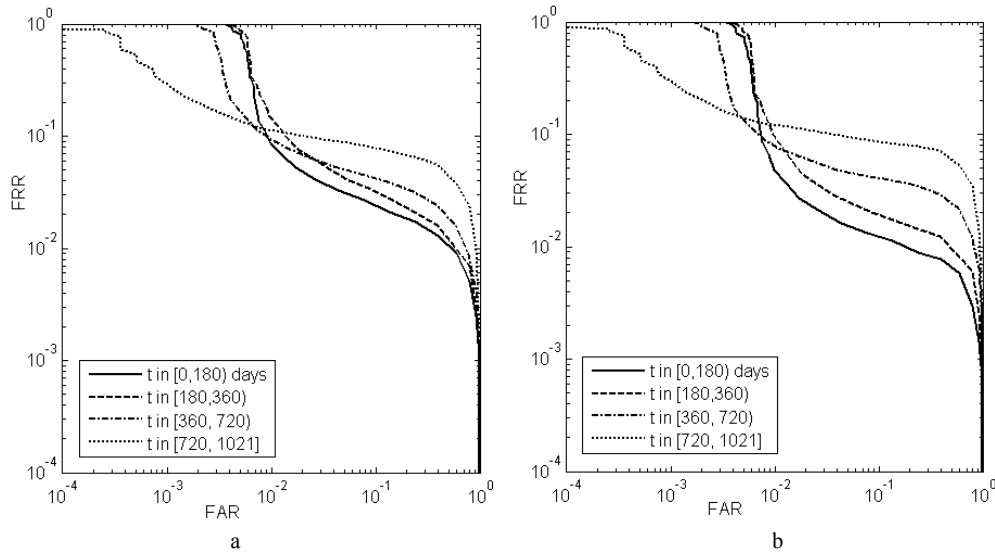 10^0
10^-1
10^-2
10^-3
10^-4
FRR
t in [0,180) days
t in [180,360)
t in [360, 720)
t in [720, 1021]
10^-4
10^-3
10^-2
10^-1
10^0
FAR
a
10^0
10^-1
10^-2
10^-3
10^-4
FRR
t in [0,180) days
t in [180,360)
t in [360, 720)
t in [720, 1021]
10^-4
10^-3
10^-2
10^-1
10^0
FAR
b